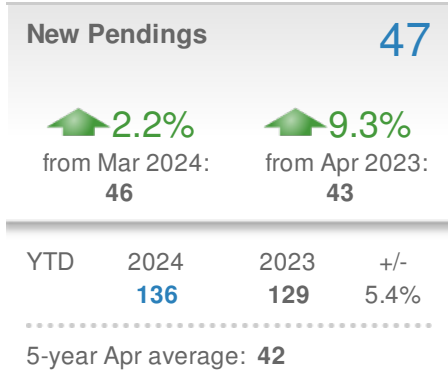 New Pendings 47
2.2% 9.3%
from Mar 2024: from Apr 2023:
46 43
YTD 2024 2023 +/-
136 129 5.4%
5-year Apr average: 42